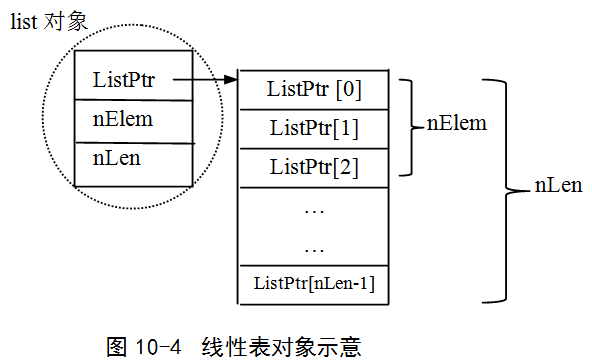 list 对象
ListPtr
nElem
nLen
ListPtr [0]
ListPtr[1]
ListPtr[2]
…
…
ListPtr[nLen-1]
nElem
nLen
图 10-4 线性表对象示意